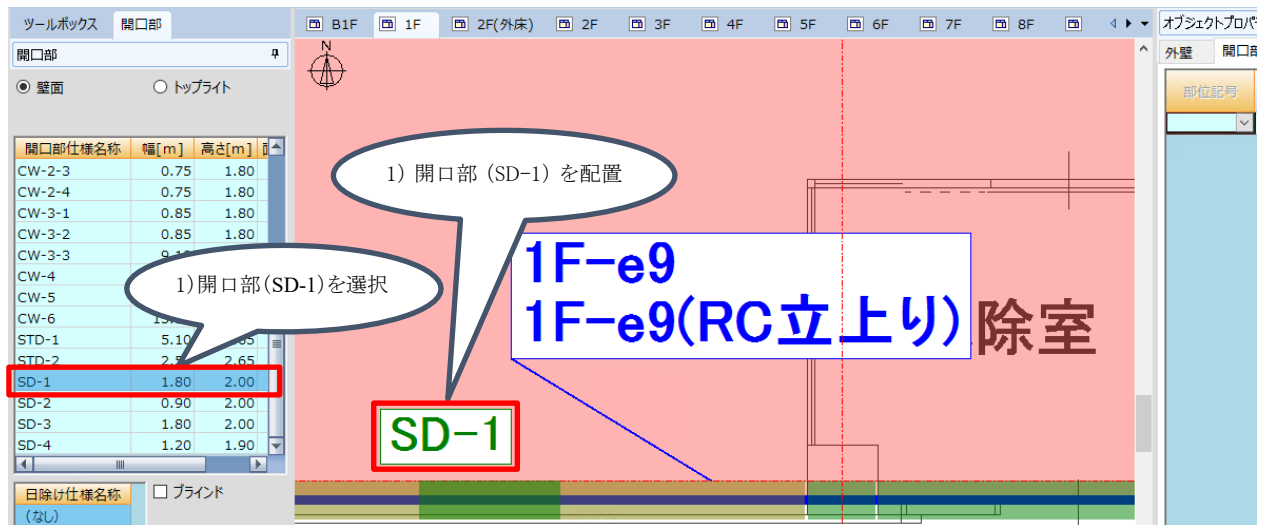 ツールボックス 開口部
開口部
壁面 トップライト
開口部仕様名称 幅[m] 高さ[m]
CW-2-3 0.75 1.80
CW-2-4 0.75 1.80
CW-3-1 0.85 1.80
CW-3-2 0.85 1.80
CW-3-3
CW-4
CW-5
CW-6
STD-1 5.10
STD-2 2.65
SD-1 1.80 2.00
SD-2 0.90 2.00
SD-3 1.80 2.00
SD-4 1.20 1.90
日除け仕様名称 ブラインド
(なし)
B1F 1F 2F(外床) 2F 3F 4F 5F 6F 7F 8F
N
1) 開口部 (SD-1) を配置
1)開口部(SD-1)を選択
1F-e9
1F-e9(RC立上り)
除室
SD-1
オブジェクトプロパ
外壁 開口部
部位記号